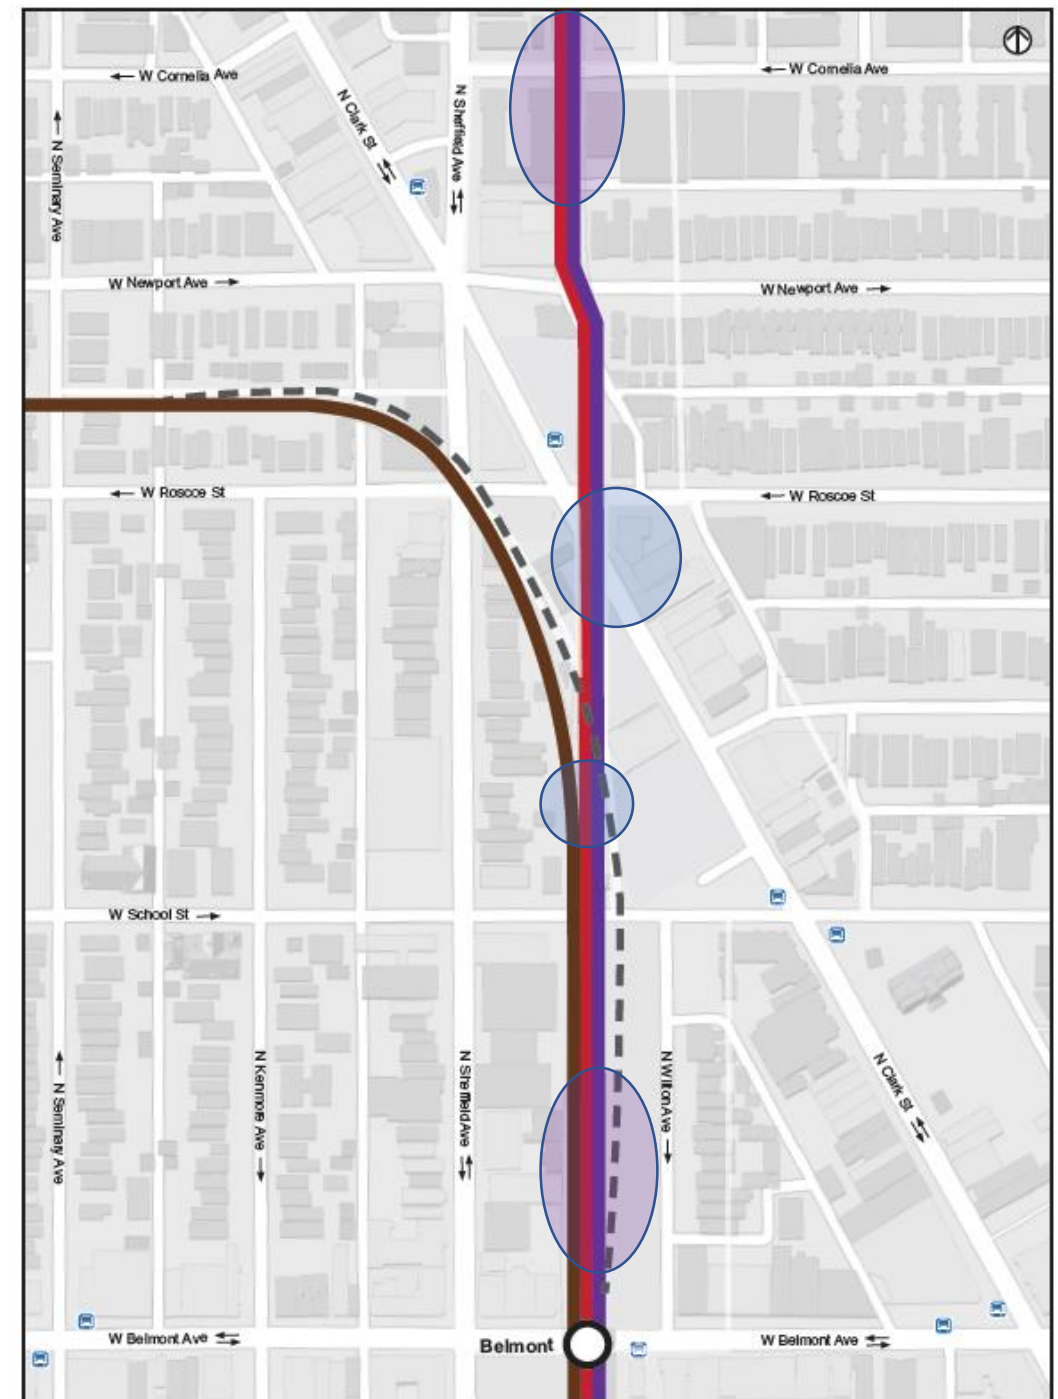 ← W Cornelia Ave
← W Cornelia Ave
N Clark St
N Sheffield Ave
← N Seminary Ave
W Newport Ave →
W Newport Ave →
← W Roscoe St
← W Roscoe St
W School St →
N Seminary Ave →
N Kenmore Ave →
N Sheffield Ave
N Wilton Ave →
N Clark St
W Belmont Ave
Belmont
W Belmont Ave